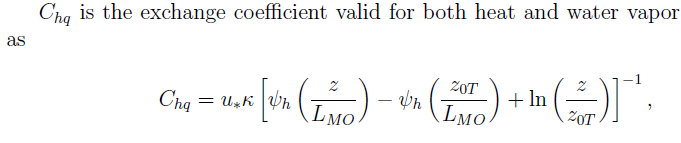 C_{hq} is the exchange coefficient valid for both heat and water vapor
as
C_{hq} = u_* κ [ψ_h (z/L_{MO}) − ψ_h (z_{0T}/L_{MO}) + ln (z/z_{0T})]^{−1},